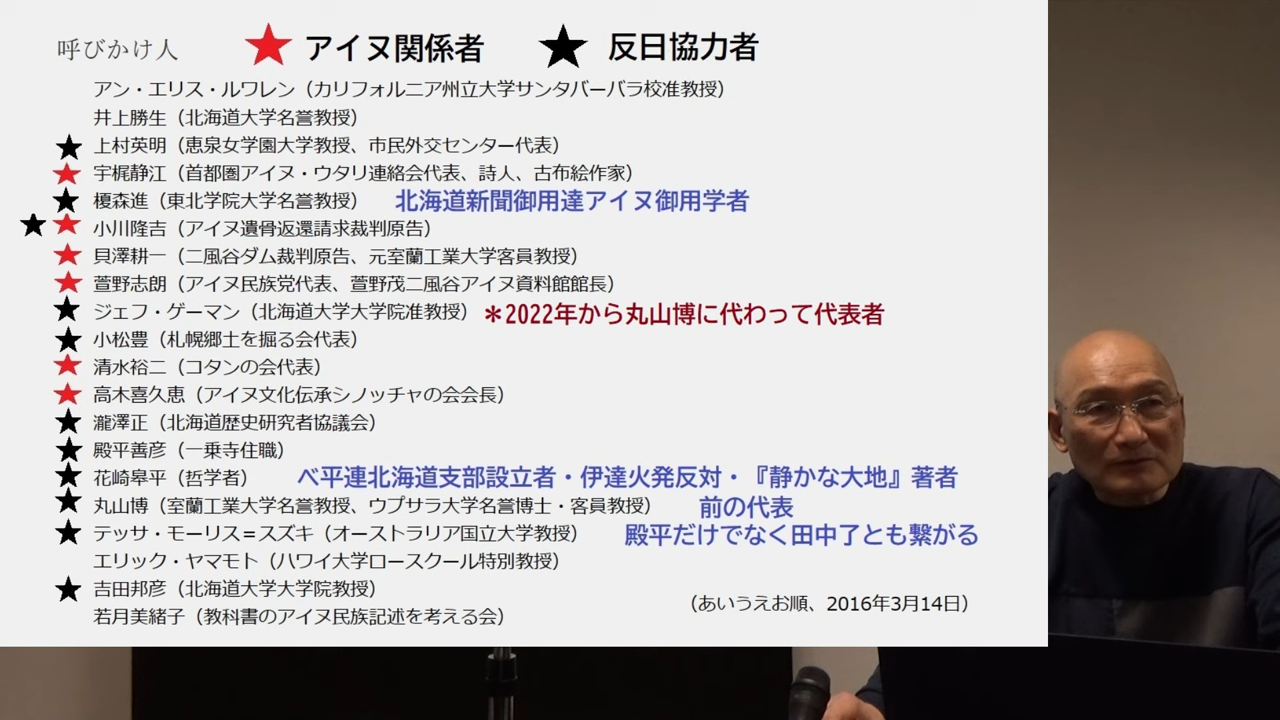 呼びかけ人 ★ アイヌ関係者 ★ 反日協力者
アン・エリス・ルワレン（カリフォルニア州立大学サンタバーバラ校准教授）
井上勝生（北海道大学名誉教授）
★ 上村英明（恵泉女学園大学教授、市民外交センター代表）
★ 宇梶静江（首都圏アイヌ・ウタリ連絡会代表、詩人、古布絵作家）
★ 榎森進（東北学院大学名誉教授） 北海道新聞御用達アイヌ御用学者
★ ★ 小川隆吉（アイヌ遺骨返還請求裁判原告）
★ 貝澤耕一（二風谷ダム裁判原告、元室蘭工業大学客員教授）
★ 萱野志朗（アイヌ民族党代表、萱野茂二風谷アイヌ資料館館長）
★ ジェフ・ゲーマン（北海道大学大学院准教授） ＊2022年から丸山博に代わって代表者
★ 小松豊（札幌郷土を掘る会代表）
★ 清水裕二（コタンの会代表）
★ 高木喜久恵（アイヌ文化伝承シノッチャの会会長）
★ 瀧澤正（北海道歴史研究者協議会）
★ 殿平善彦（一乗寺住職）
★ 花崎皋平（哲学者） ベ平連北海道支部設立者・伊達火発反対・『静かな大地』著者
★ 丸山博（室蘭工業大学名誉教授、ウプサラ大学名誉博士・客員教授） 前の代表
★ テッサ・モーリス＝スズキ（オーストラリア国立大学教授） 殿平だけでなく田中了とも繋がる
エリック・ヤマモト（ハワイ大学ロースクール特別教授）
★ 吉田邦彦（北海道大学大学院教授）
若月美緒子（教科書のアイヌ民族記述を考える会）
（あいうえお順、2016年3月14日）